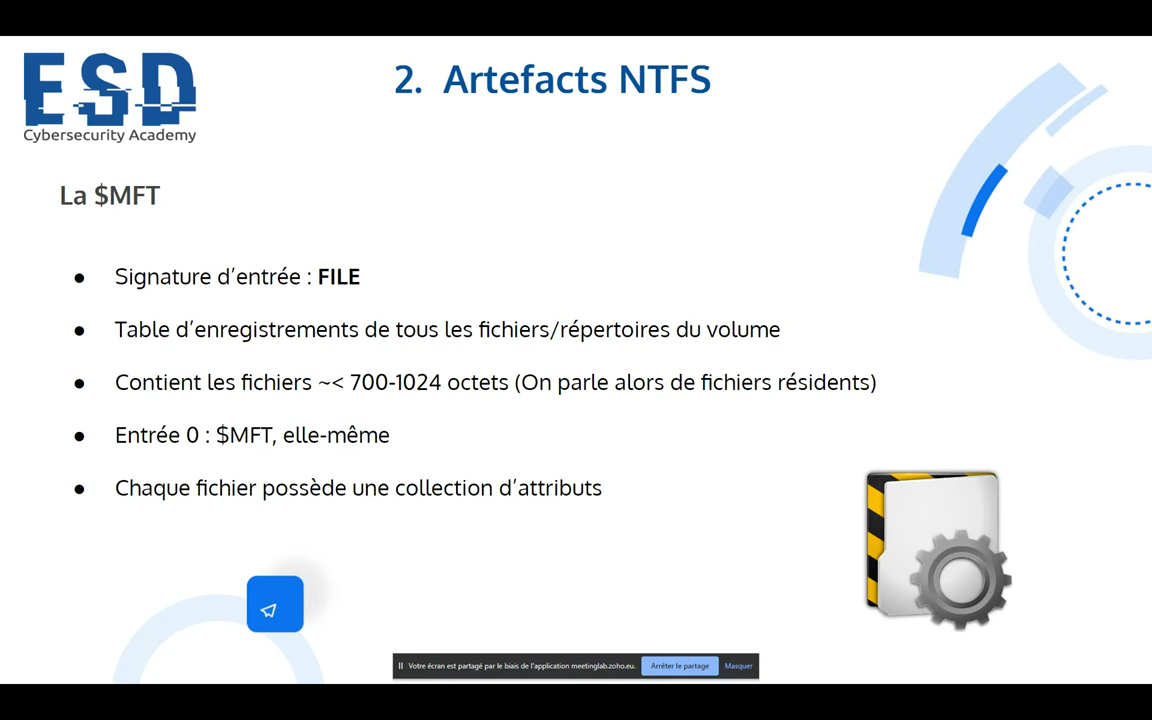 ESD
Cybersecurity Academy
2. Artefacts NTFS
La $MFT
● Signature d’entrée : FILE
● Table d’enregistrements de tous les fichiers/répertoires du volume
● Contient les fichiers ~< 700-1024 octets (On parle alors de fichiers résidents)
● Entrée 0 : $MFT, elle-même
● Chaque fichier possède une collection d’attributs
Votre écran est partagé par le biais de l'application meetinglab.zoho.eu. Arrêter le partage Masquer